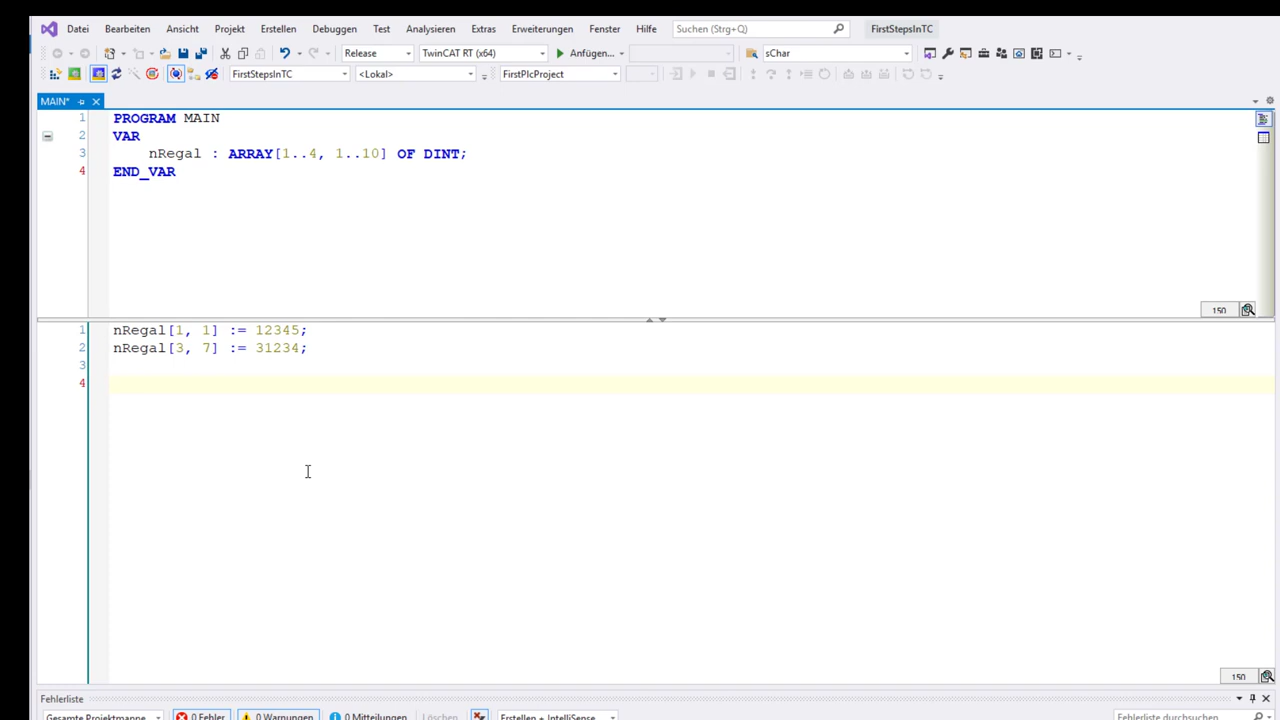 Datei Bearbeiten Ansicht Projekt Erstellen Debuggen Test Analysieren Extras Erweiterungen Fenster Hilfe Suchen (Strg+Q) FirstStepsInTC
Release TwinCAT RT (x64) Anfügen... sChar
FirstStepsInTC <Lokal> FirstPlcProject
MAIN*
1 PROGRAM MAIN
2 VAR
3 nRegal : ARRAY[1..4, 1..10] OF DINT;
4 END_VAR
150
1 nRegal[1, 1] := 12345;
2 nRegal[3, 7] := 31234;
3
4
150
Fehlerliste
Gesamte Projektmappe 0 Fehler 0 Warnungen 0 Mitteilungen Löschen Erstellen + IntelliSense Fehlerliste durchsuchen